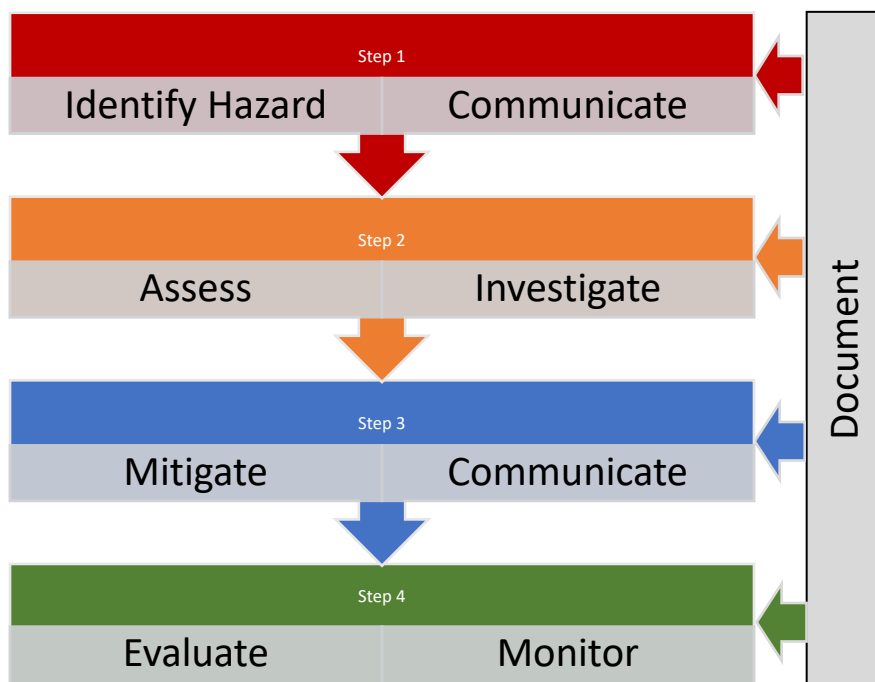 Step 1
Identify Hazard
Communicate
Step 2
Assess
Investigate
Step 3
Mitigate
Communicate
Step 4
Evaluate
Monitor
Document